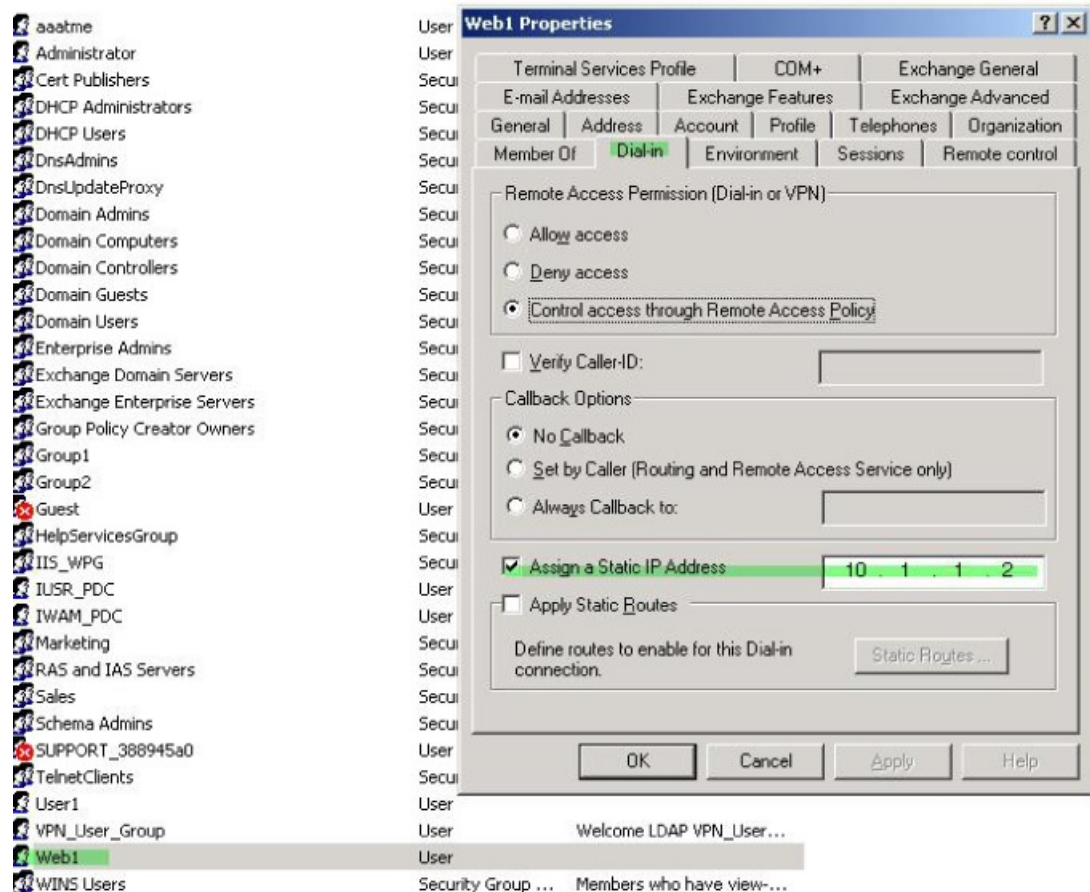 aaatme User
Administrator User
Cert Publishers Secu
DHCP Administrators Secu
DHCP Users Secu
DnsAdmins Secu
DnsUpdateProxy Secu
Domain Admins Secu
Domain Computers Secu
Domain Controllers Secu
Domain Guests Secu
Domain Users Secu
Enterprise Admins Secu
Exchange Domain Servers Secu
Exchange Enterprise Servers Secu
Group Policy Creator Owners Secu
Group1 Secu
Group2 Secu
Guest User
HelpServicesGroup Secu
IIS_WPG Secu
IUSR_PDC User
IWAM_PDC User
Marketing Secu
RAS and IAS Servers Secu
Sales Secu
Schema Admins Secu
SUPPORT_388945a0 User
TelnetClients Secu
User1 User
VPN_User_Group User Welcome LDAP VPN_User...
Web1 User
WINS Users Security Group ... Members who have view-...
Web1 Properties
Terminal Services Profile COM+ Exchange General
E-mail Addresses Exchange Features Exchange Advanced
General Address Account Profile Telephones Organization
Member Of Dial-in Environment Sessions Remote control
Remote Access Permission (Dial-in or VPN)
Allow access
Deny access
Control access through Remote Access Policy
Verify Caller-ID:
Callback Options
No Callback
Set by Caller (Routing and Remote Access Service only)
Always Callback to:
Assign a Static IP Address 10 . 1 . 1 . 2
Apply Static Routes
Define routes to enable for this Dial-in
connection.
Static Routes ...
OK Cancel Apply Help